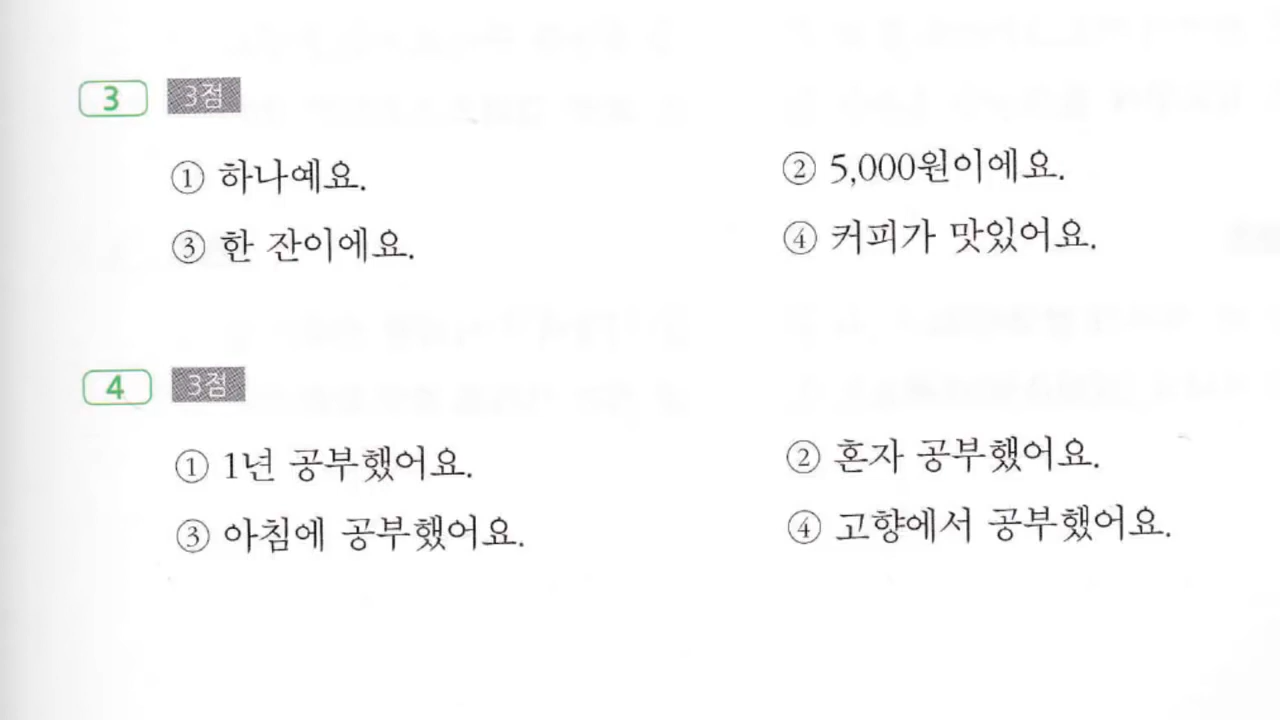 3 3점
① 하나예요. ② 5,000원이에요.
③ 한 잔이에요. ④ 커피가 맛있어요.
4 3점
① 1년 공부했어요. ② 혼자 공부했어요.
③ 아침에 공부했어요. ④ 고향에서 공부했어요.